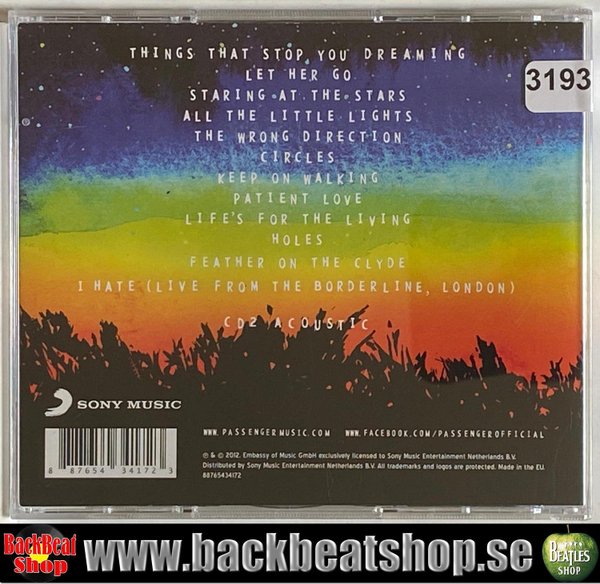 THINGS THAT STOP YOU DREAMING
LET HER GO
3193
STARING AT THE STARS
ALL THE LITTLE LIGHTS
THE WRONG DIRECTION
CIRCLES
KEEP ON WALKING
PATIENT LOVE
LIFE'S FOR THE LIVING
HOLES
FEATHER ON THE CLYDE
I HATE (LIVE FROM THE BORDERLINE, LONDON)
CD2 ACOUSTIC
SONY MUSIC
WWW.PASSENGERMUSIC.COM WWW.FACEBOOK.COM/PASSENGEROFFICIAL
℗ & © 2012. Embassy of Music GmbH exclusively licensed to Sony Music Entertainment Netherlands B.V.
Distributed by Sony Music Entertainment Netherlands B.V. All trademarks and logos are protected. Made in the EU.
88765434172
8 87654 34172 3
BackBeat
Shop
www.backbeatshop.se
BEATLES
SHOP